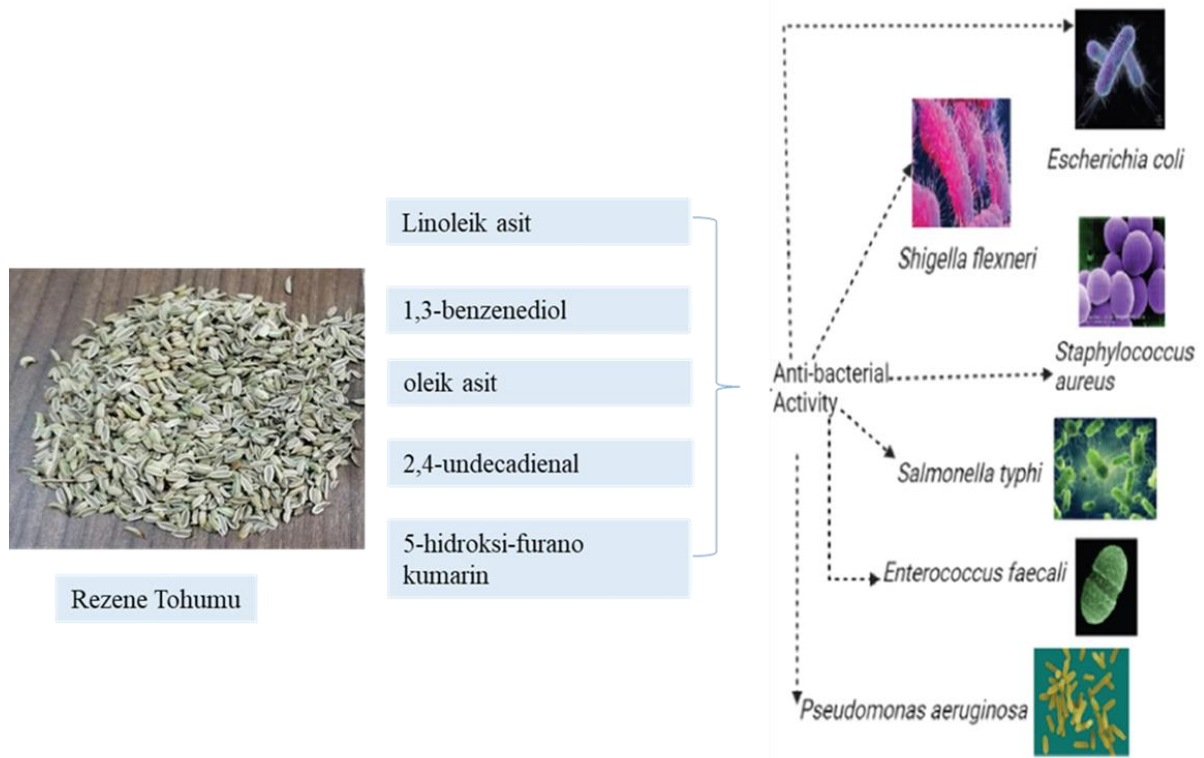 Rezene Tohumu
Linoleik asit
1,3-benzenediol
oleik asit
2,4-undecadienal
5-hidroksi-furano
kumarin
Anti-bacterial
Activity
Escherichia coli
Shigella flexneri
Staphylococcus
aureus
Salmonella typhi
Enterococcus faecali
Pseudomonas aeruginosa